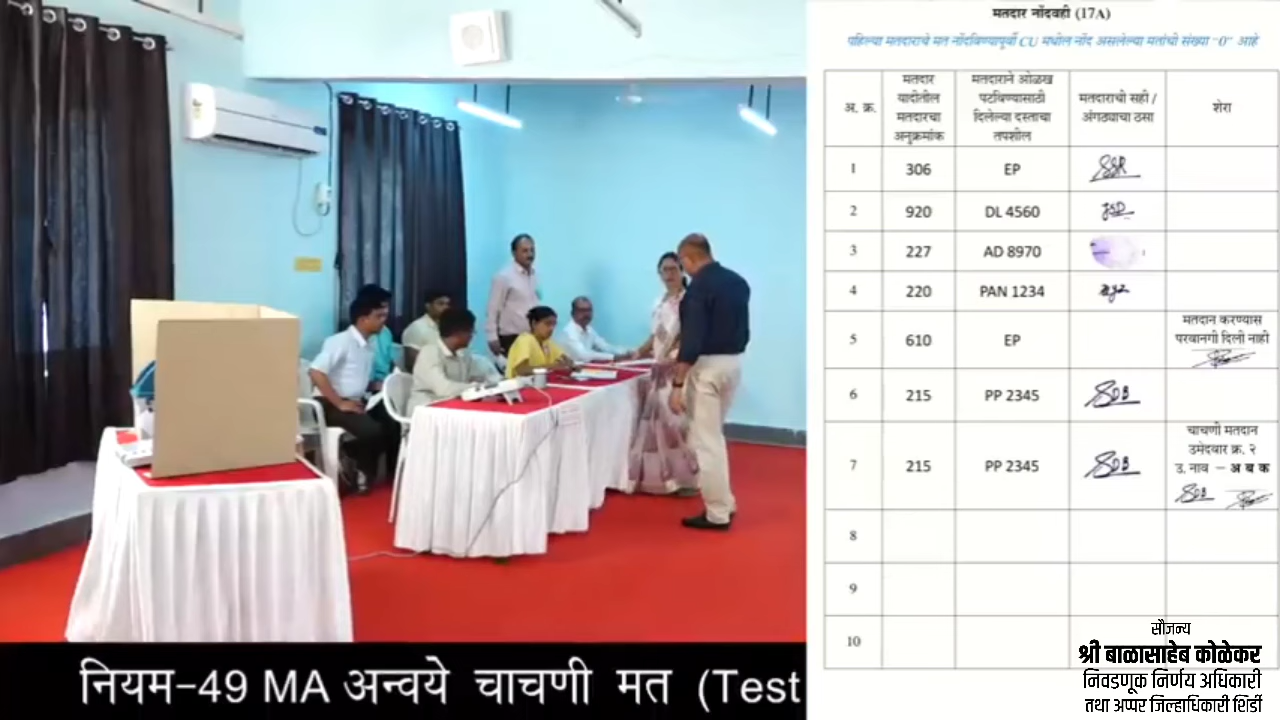 मतदार नोंदवही (17A)
पहिल्या मतदाराचे मत नोंदविण्यापूर्वी CU मधील नोंद असलेल्या मतांची संख्या "0" आहे
अ. क्र.
मतदार
यादीतील
मतदारचा
अनुक्रमांक
मतदाराने ओळख
पटविण्यासाठी
दिलेल्या दस्ताचा
तपशील
मतदाराची सही /
अंगठ्याचा ठसा
शेरा
1 306 EP
2 920 DL 4560
3 227 AD 8970
4 220 PAN 1234
5 610 EP
मतदान करण्यास
परवानगी दिली नाही
6 215 PP 2345
7 215 PP 2345
चाचणी मतदान
उमेदवार क्र. २
उ. नाव – अ ब क
8
9
10
सौजन्य
श्री बाळासाहेब कोळेकर
निवडणूक निर्णय अधिकारी
तथा अप्पर जिल्हाधिकारी शिर्डी
नियम-49 MA अन्वये चाचणी मत (Test